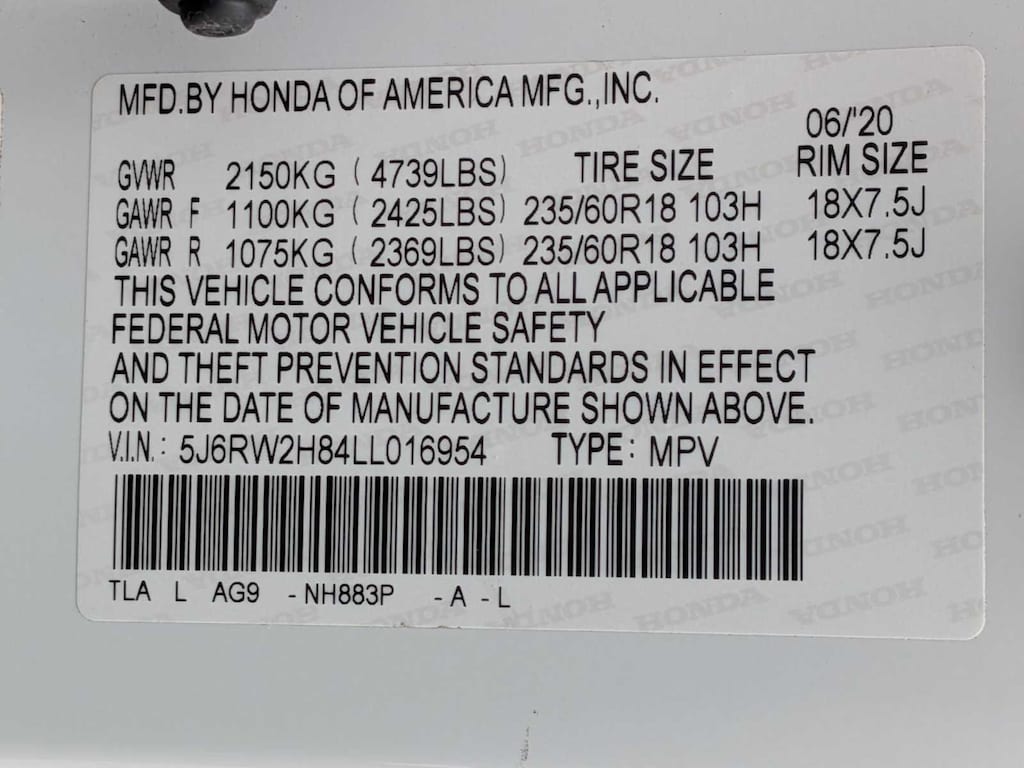 MFD.BY HONDA OF AMERICA MFG.,INC.
06/'20
GVWR 2150KG ( 4739LBS) TIRE SIZE RIM SIZE
GAWR F 1100KG ( 2425LBS) 235/60R18 103H 18X7.5J
GAWR R 1075KG ( 2369LBS) 235/60R18 103H 18X7.5J
THIS VEHICLE CONFORMS TO ALL APPLICABLE
FEDERAL MOTOR VEHICLE SAFETY
AND THEFT PREVENTION STANDARDS IN EFFECT
ON THE DATE OF MANUFACTURE SHOWN ABOVE.
V.I.N.: 5J6RW2H84LL016954 TYPE: MPV
TLA L AG9 - NH883P - A - L